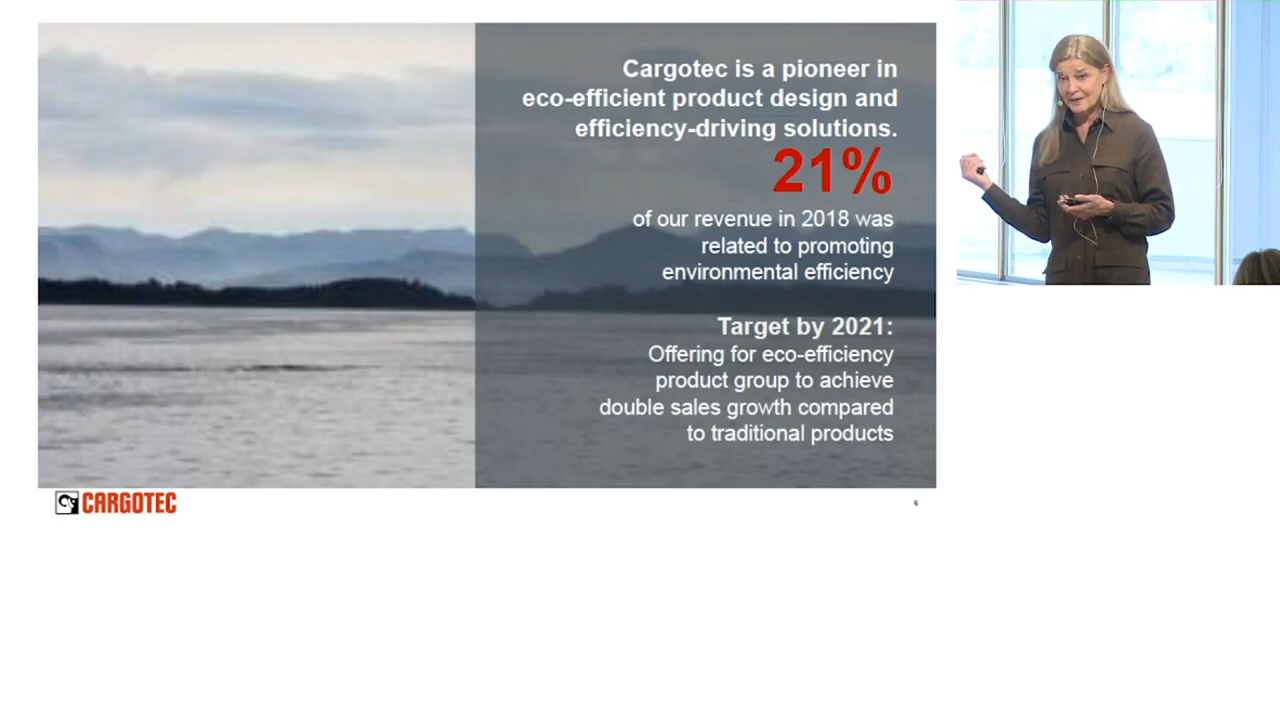 Cargotec is a pioneer in
eco-efficient product design and
efficiency-driving solutions.
21%
of our revenue in 2018 was
related to promoting
environmental efficiency
Target by 2021:
Offering for eco-efficiency
product group to achieve
double sales growth compared
to traditional products
CARGOTEC
6